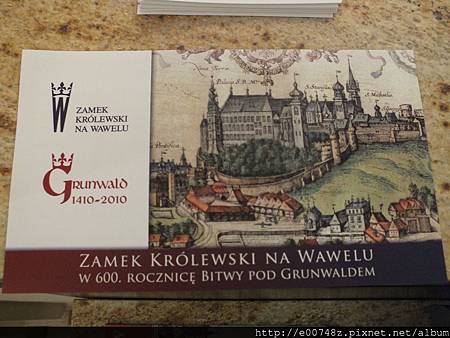 ZAMEK
KRÓLEWSKI
NA WAWELU
GRUNWALD
1410-2010
ZAMEK KRÓLEWSKI NA WAWELU
W 600. ROCZNICĘ BITWY POD GRUNWALDEM
http://e00748z.pixnet.net/album